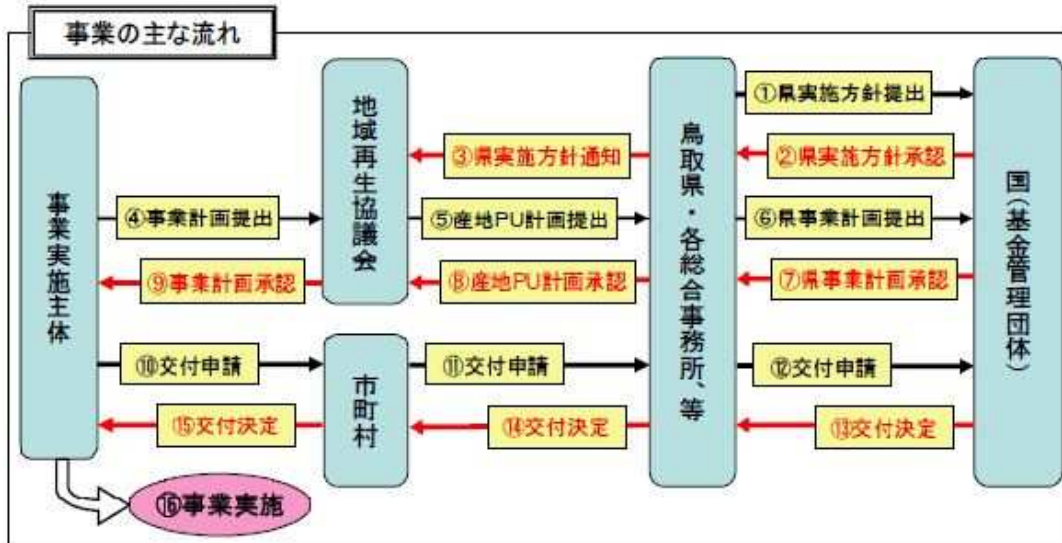 事業の主な流れ
事業実施主体
地域再生協議会
市町村
鳥取県・各総合事務所、等
国(基金管理団体)
①県実施方針提出
②県実施方針承認
③県実施方針通知
④事業計画提出
⑤産地PU計画提出
⑥県事業計画提出
⑦県事業計画承認
⑧産地PU計画承認
⑨事業計画承認
⑩交付申請
⑪交付申請
⑫交付申請
⑬交付決定
⑭交付決定
⑮交付決定
⑯事業実施